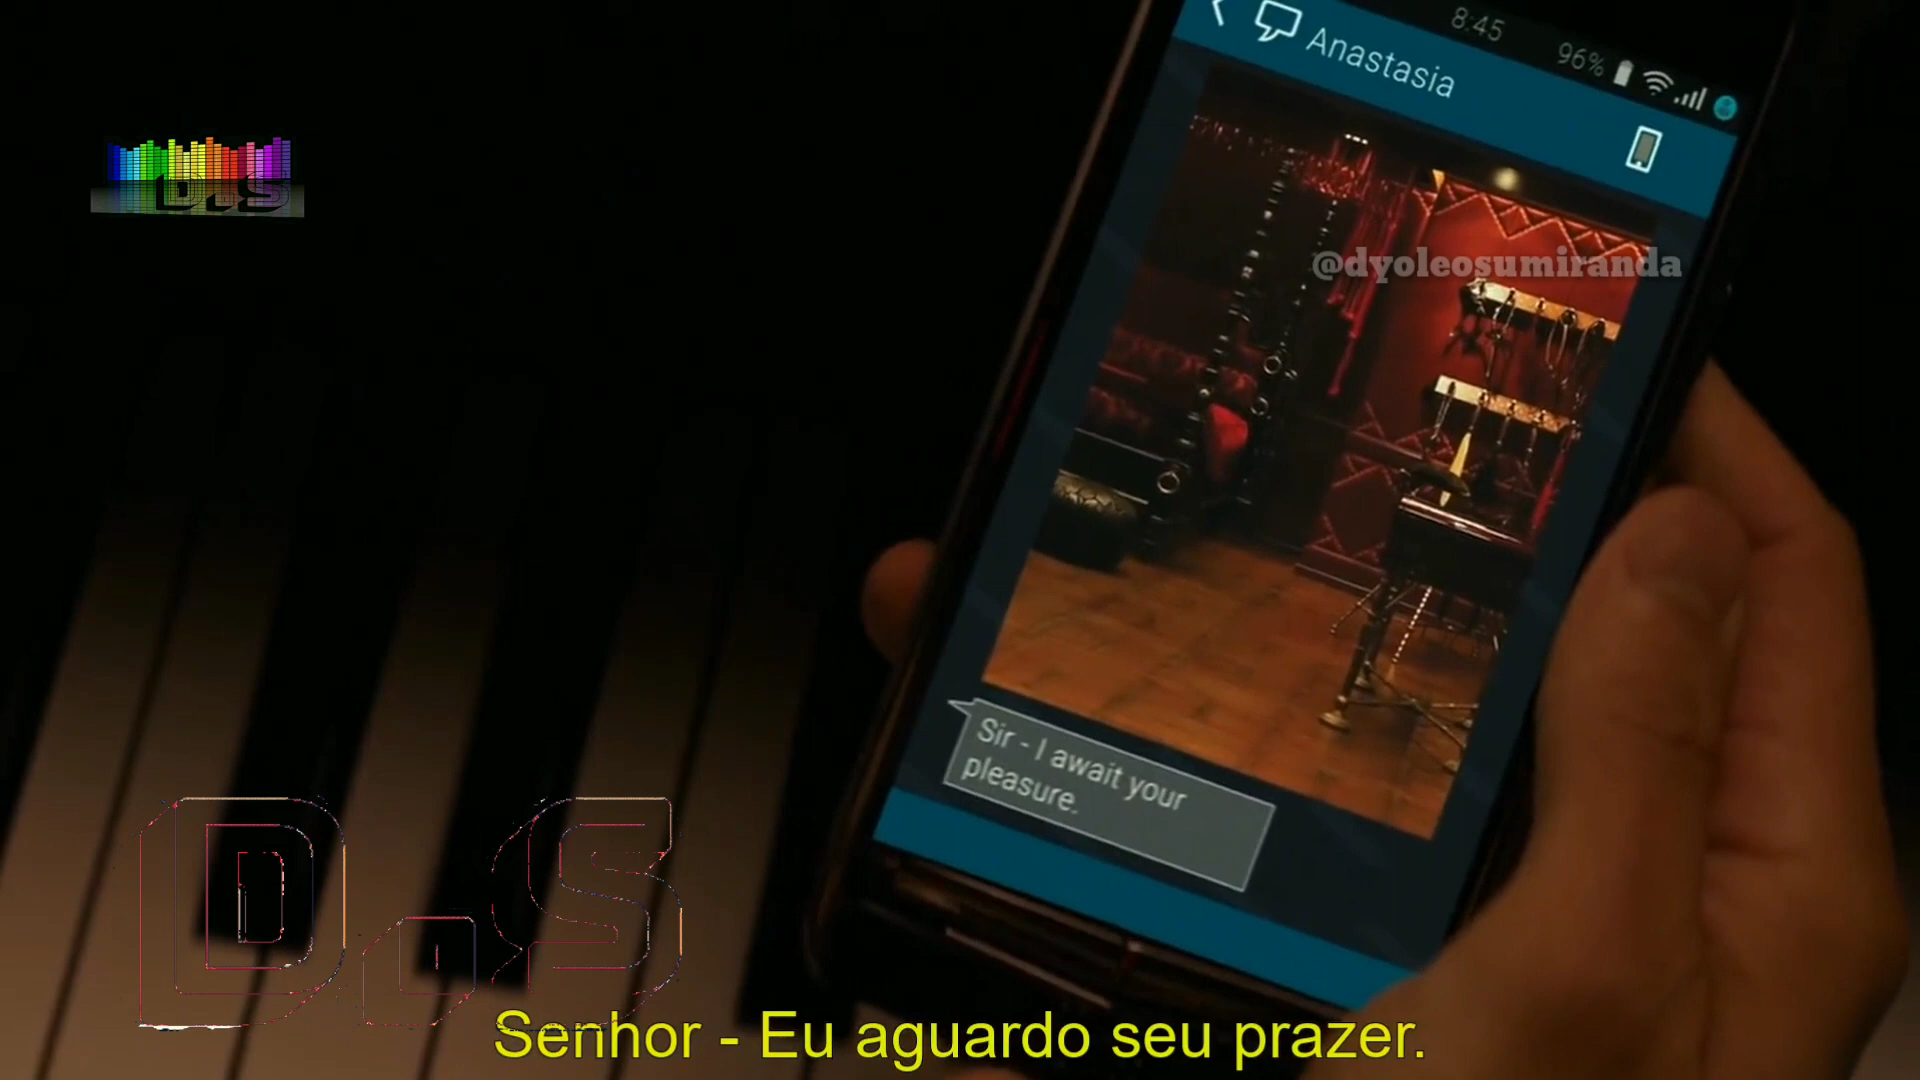 8:45
96%
Anastasia
@dyoleosumiranda
D.S
Sir - I await your
pleasure.
D.S
Senhor - Eu aguardo seu prazer.